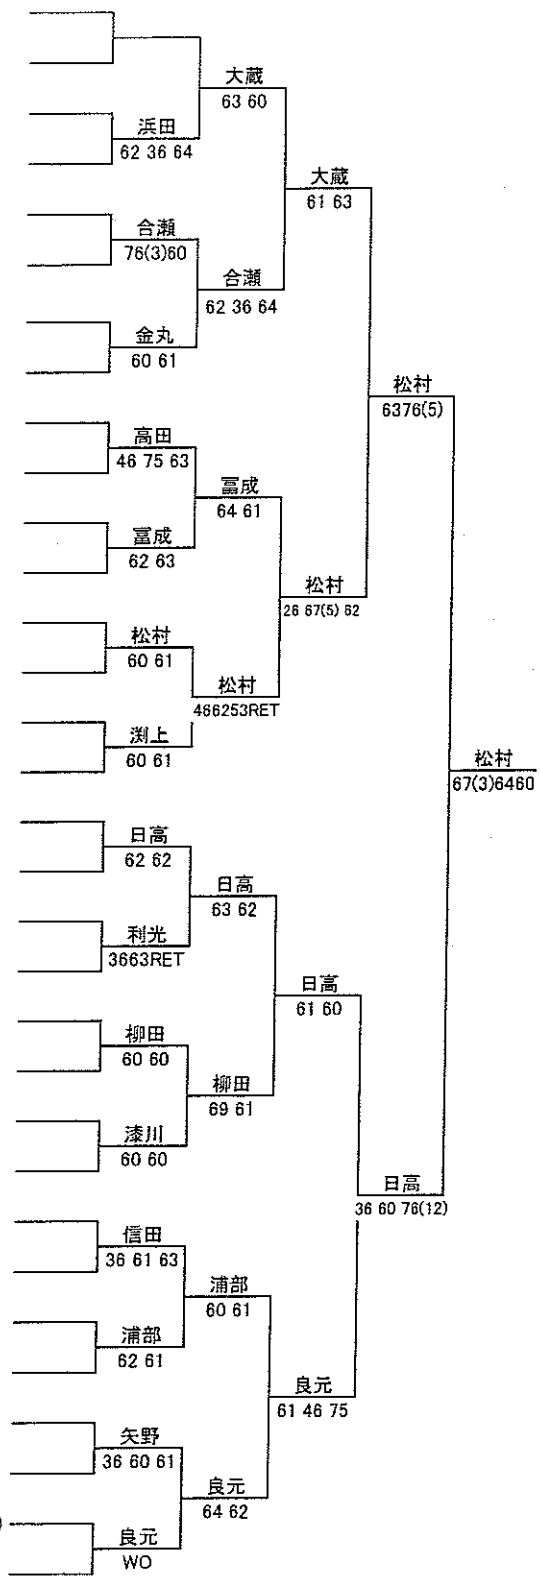 大蔵
63 60
浜田
62 36 64
大蔵
61 63
合瀬
76(3)60
合瀬
62 36 64
金丸
60 61
松村
6376(5)
高田
46 75 63
冨成
64 61
冨成
62 63
松村
26 67(5) 62
松村
60 61
松村
466253RET
渕上
60 61
松村
67(3)6460
日高
62 62
日高
63 62
利光
3663RET
日高
61 60
柳田
60 60
柳田
69 61
漆川
60 60
日高
36 60 76(12)
信田
36 61 63
浦部
60 61
浦部
62 61
良元
61 46 75
矢野
36 60 61
良元
64 62
良元
WO